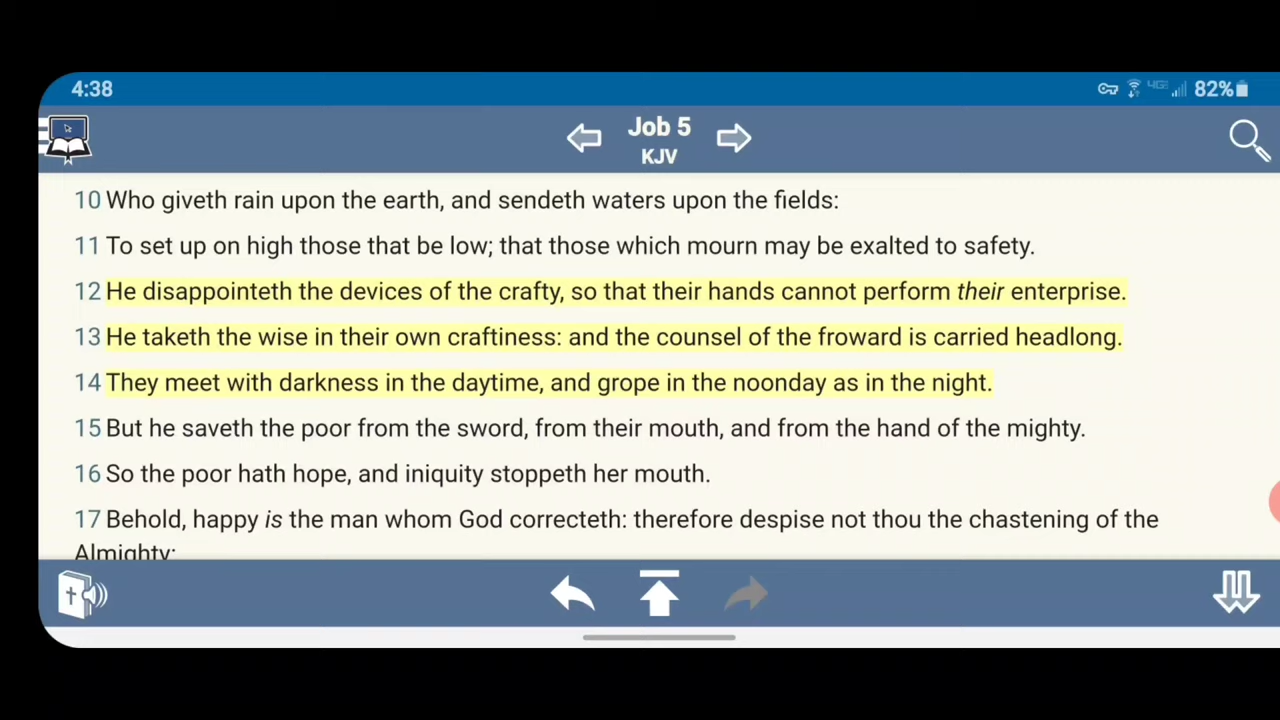 4:38
4GE 82%
Job 5
KJV
10 Who giveth rain upon the earth, and sendeth waters upon the fields:
11 To set up on high those that be low; that those which mourn may be exalted to safety.
12 He disappointeth the devices of the crafty, so that their hands cannot perform their enterprise.
13 He taketh the wise in their own craftiness: and the counsel of the froward is carried headlong.
14 They meet with darkness in the daytime, and grope in the noonday as in the night.
15 But he saveth the poor from the sword, from their mouth, and from the hand of the mighty.
16 So the poor hath hope, and iniquity stoppeth her mouth.
17 Behold, happy is the man whom God correcteth: therefore despise not thou the chastening of the
Almighty: